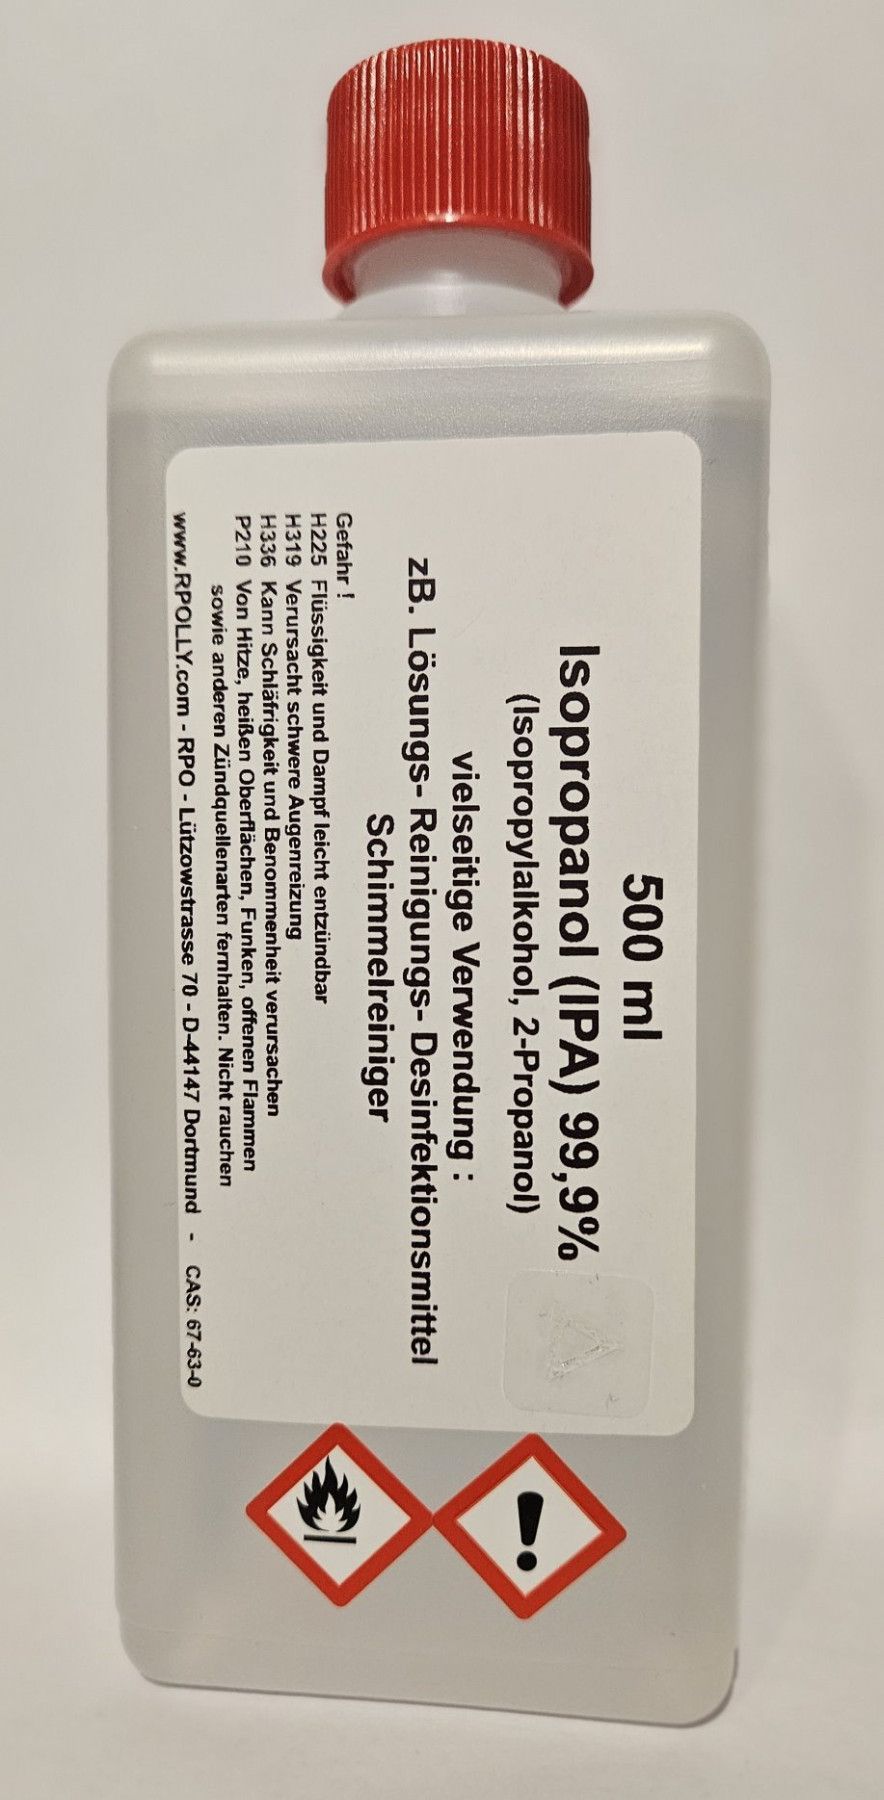 500 ml
Isopropanol (IPA) 99,9%
(Isopropylalkohol, 2-Propanol)
vielseitige Verwendung :
zB. Lösungs- Reinigungs- Desinfektionsmittel
Schimmelreiniger
Gefahr !
H225 Flüssigkeit und Dampf leicht entzündbar
H319 Verursacht schwere Augenreizung
H336 Kann Schläfrigkeit und Benommenheit verursachen
P210 Von Hitze, heißen Oberflächen, Funken, offenen Flammen
sowie anderen Zündquellenarten fernhalten. Nicht rauchen
www.RPOLLY.com - RPO - Lützowstrasse 70 - D-44147 Dortmund - CAS: 67-63-0